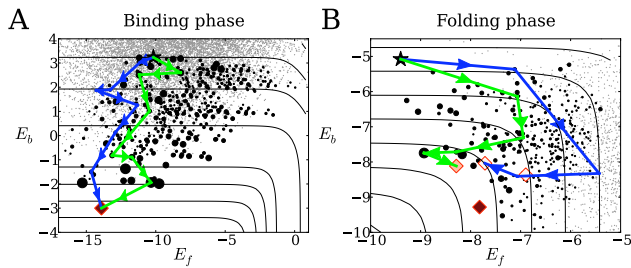 A Binding phase
4
3
2
1
0
−1
−2
−3
−4
E_b
−15 −10 −5 0
E_f
B Folding phase
−5
−6
−7
−8
−9
−10
E_b
−10 −9 −8 −7 −6 −5
E_f